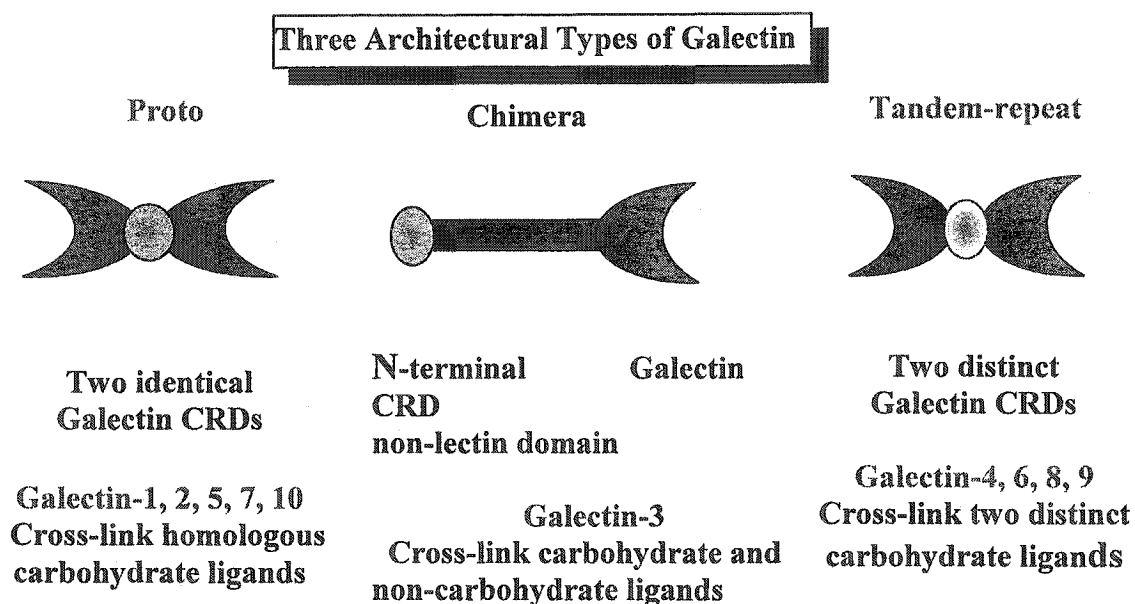 Three Architectural Types of Galectin
Proto
Chimera
Tandem-repeat
Two identical
Galectin CRDs
N-terminal Galectin
CRD
non-lectin domain
Two distinct
Galectin CRDs
Galectin-1, 2, 5, 7, 10
Cross-link homologous
carbohydrate ligands
Galectin-3
Cross-link carbohydrate and
non-carbohydrate ligands
Galectin-4, 6, 8, 9
Cross-link two distinct
carbohydrate ligands